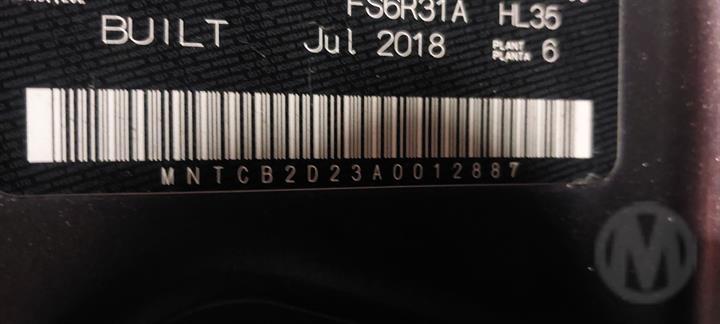 FS6R31A HL35
BUILT Jul 2018 PLANT
PLANTA 6
MNTCB2D23A0012887
M